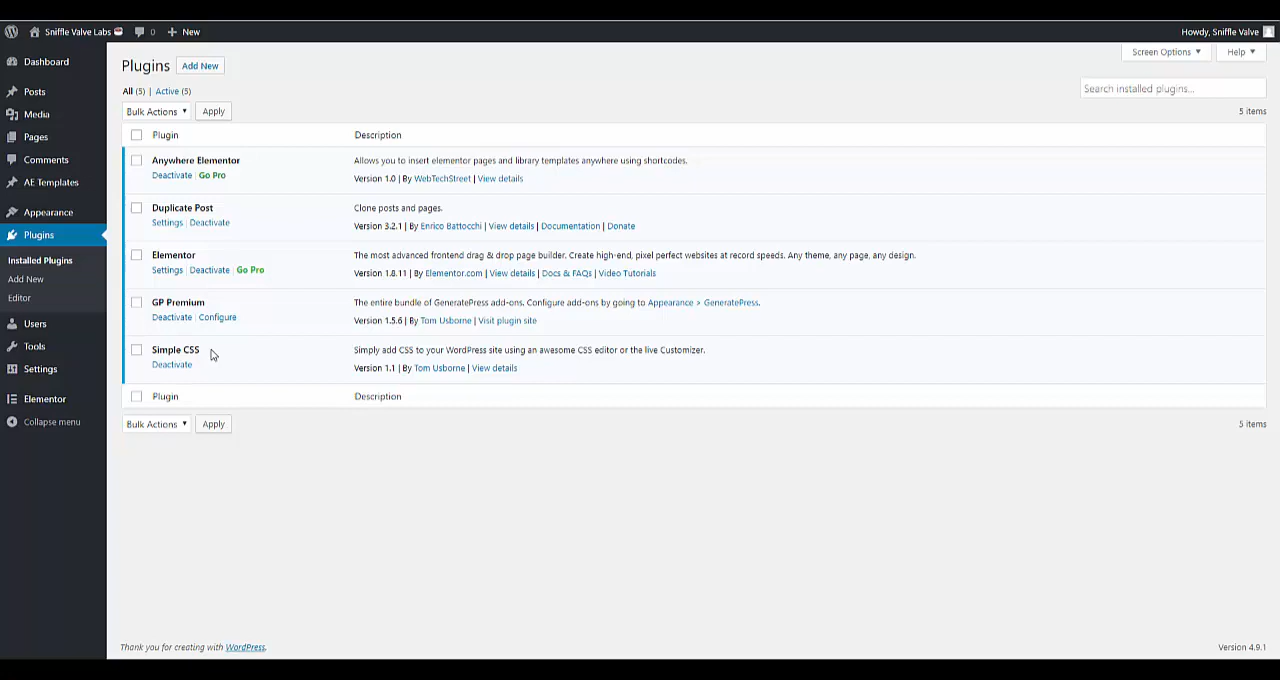 Sniffle Valve Labs 0 New Howdy, Sniffle Valve
Screen Options ▼ Help ▼
Dashboard
Posts
Media
Pages
Comments
AE Templates
Appearance
Plugins
Installed Plugins
Add New
Editor
Users
Tools
Settings
Elementor
Collapse menu
Plugins Add New
All (5) | Active (5)
Search installed plugins...
Bulk Actions ▼ Apply 5 items
Plugin Description
Anywhere Elementor Allows you to insert elementor pages and library templates anywhere using shortcodes.
Deactivate | Go Pro Version 1.0 | By WebTechStreet | View details
Duplicate Post Clone posts and pages.
Settings | Deactivate Version 3.2.1 | By Enrico Battocchi | View details | Documentation | Donate
Elementor The most advanced frontend drag & drop page builder. Create high-end, pixel perfect websites at record speeds. Any theme, any page, any design.
Settings | Deactivate | Go Pro Version 1.8.11 | By Elementor.com | View details | Docs & FAQs | Video Tutorials
GP Premium The entire bundle of GeneratePress add-ons. Configure add-ons by going to Appearance > GeneratePress.
Deactivate | Configure Version 1.5.6 | By Tom Usborne | Visit plugin site
Simple CSS Simply add CSS to your WordPress site using an awesome CSS editor or the live Customizer.
Deactivate Version 1.1 | By Tom Usborne | View details
Plugin Description
Bulk Actions ▼ Apply 5 items
Thank you for creating with WordPress. Version 4.9.1